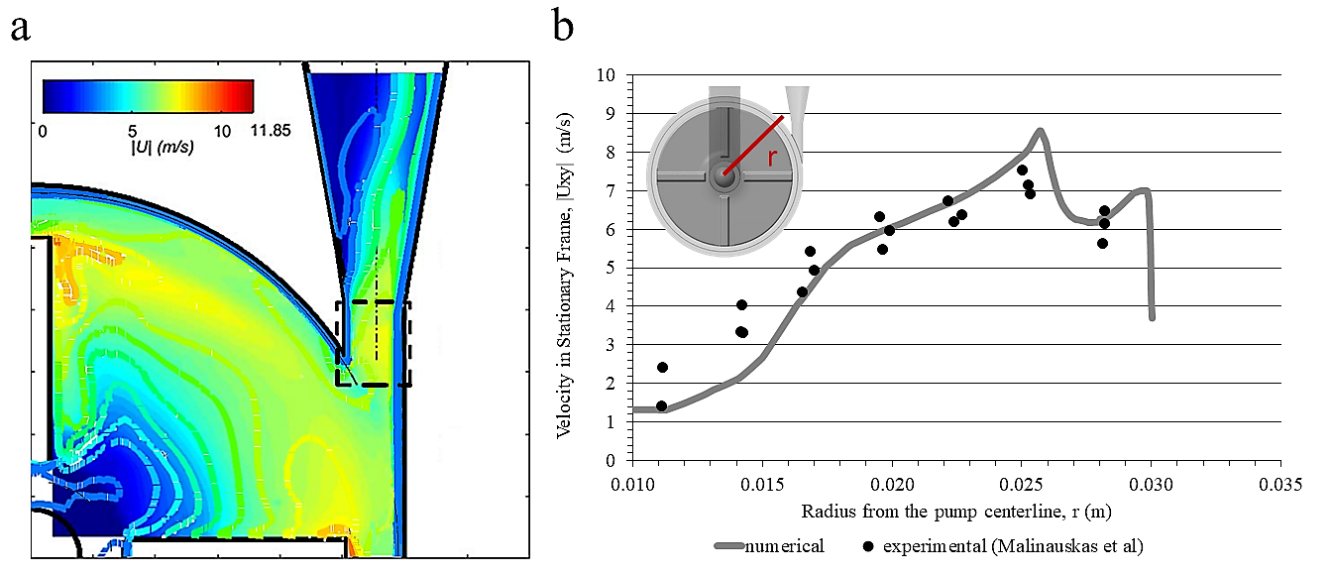 a
0 5 10 11.85
|U| (m/s)
b
Velocity in Stationary Frame, |Uxy| (m/s)
10
9
8
7
6
5
4
3
2
1
0
r
0.010 0.015 0.020 0.025 0.030 0.035
Radius from the pump centerline, r (m)
numerical experimental (Malinauskas et al)